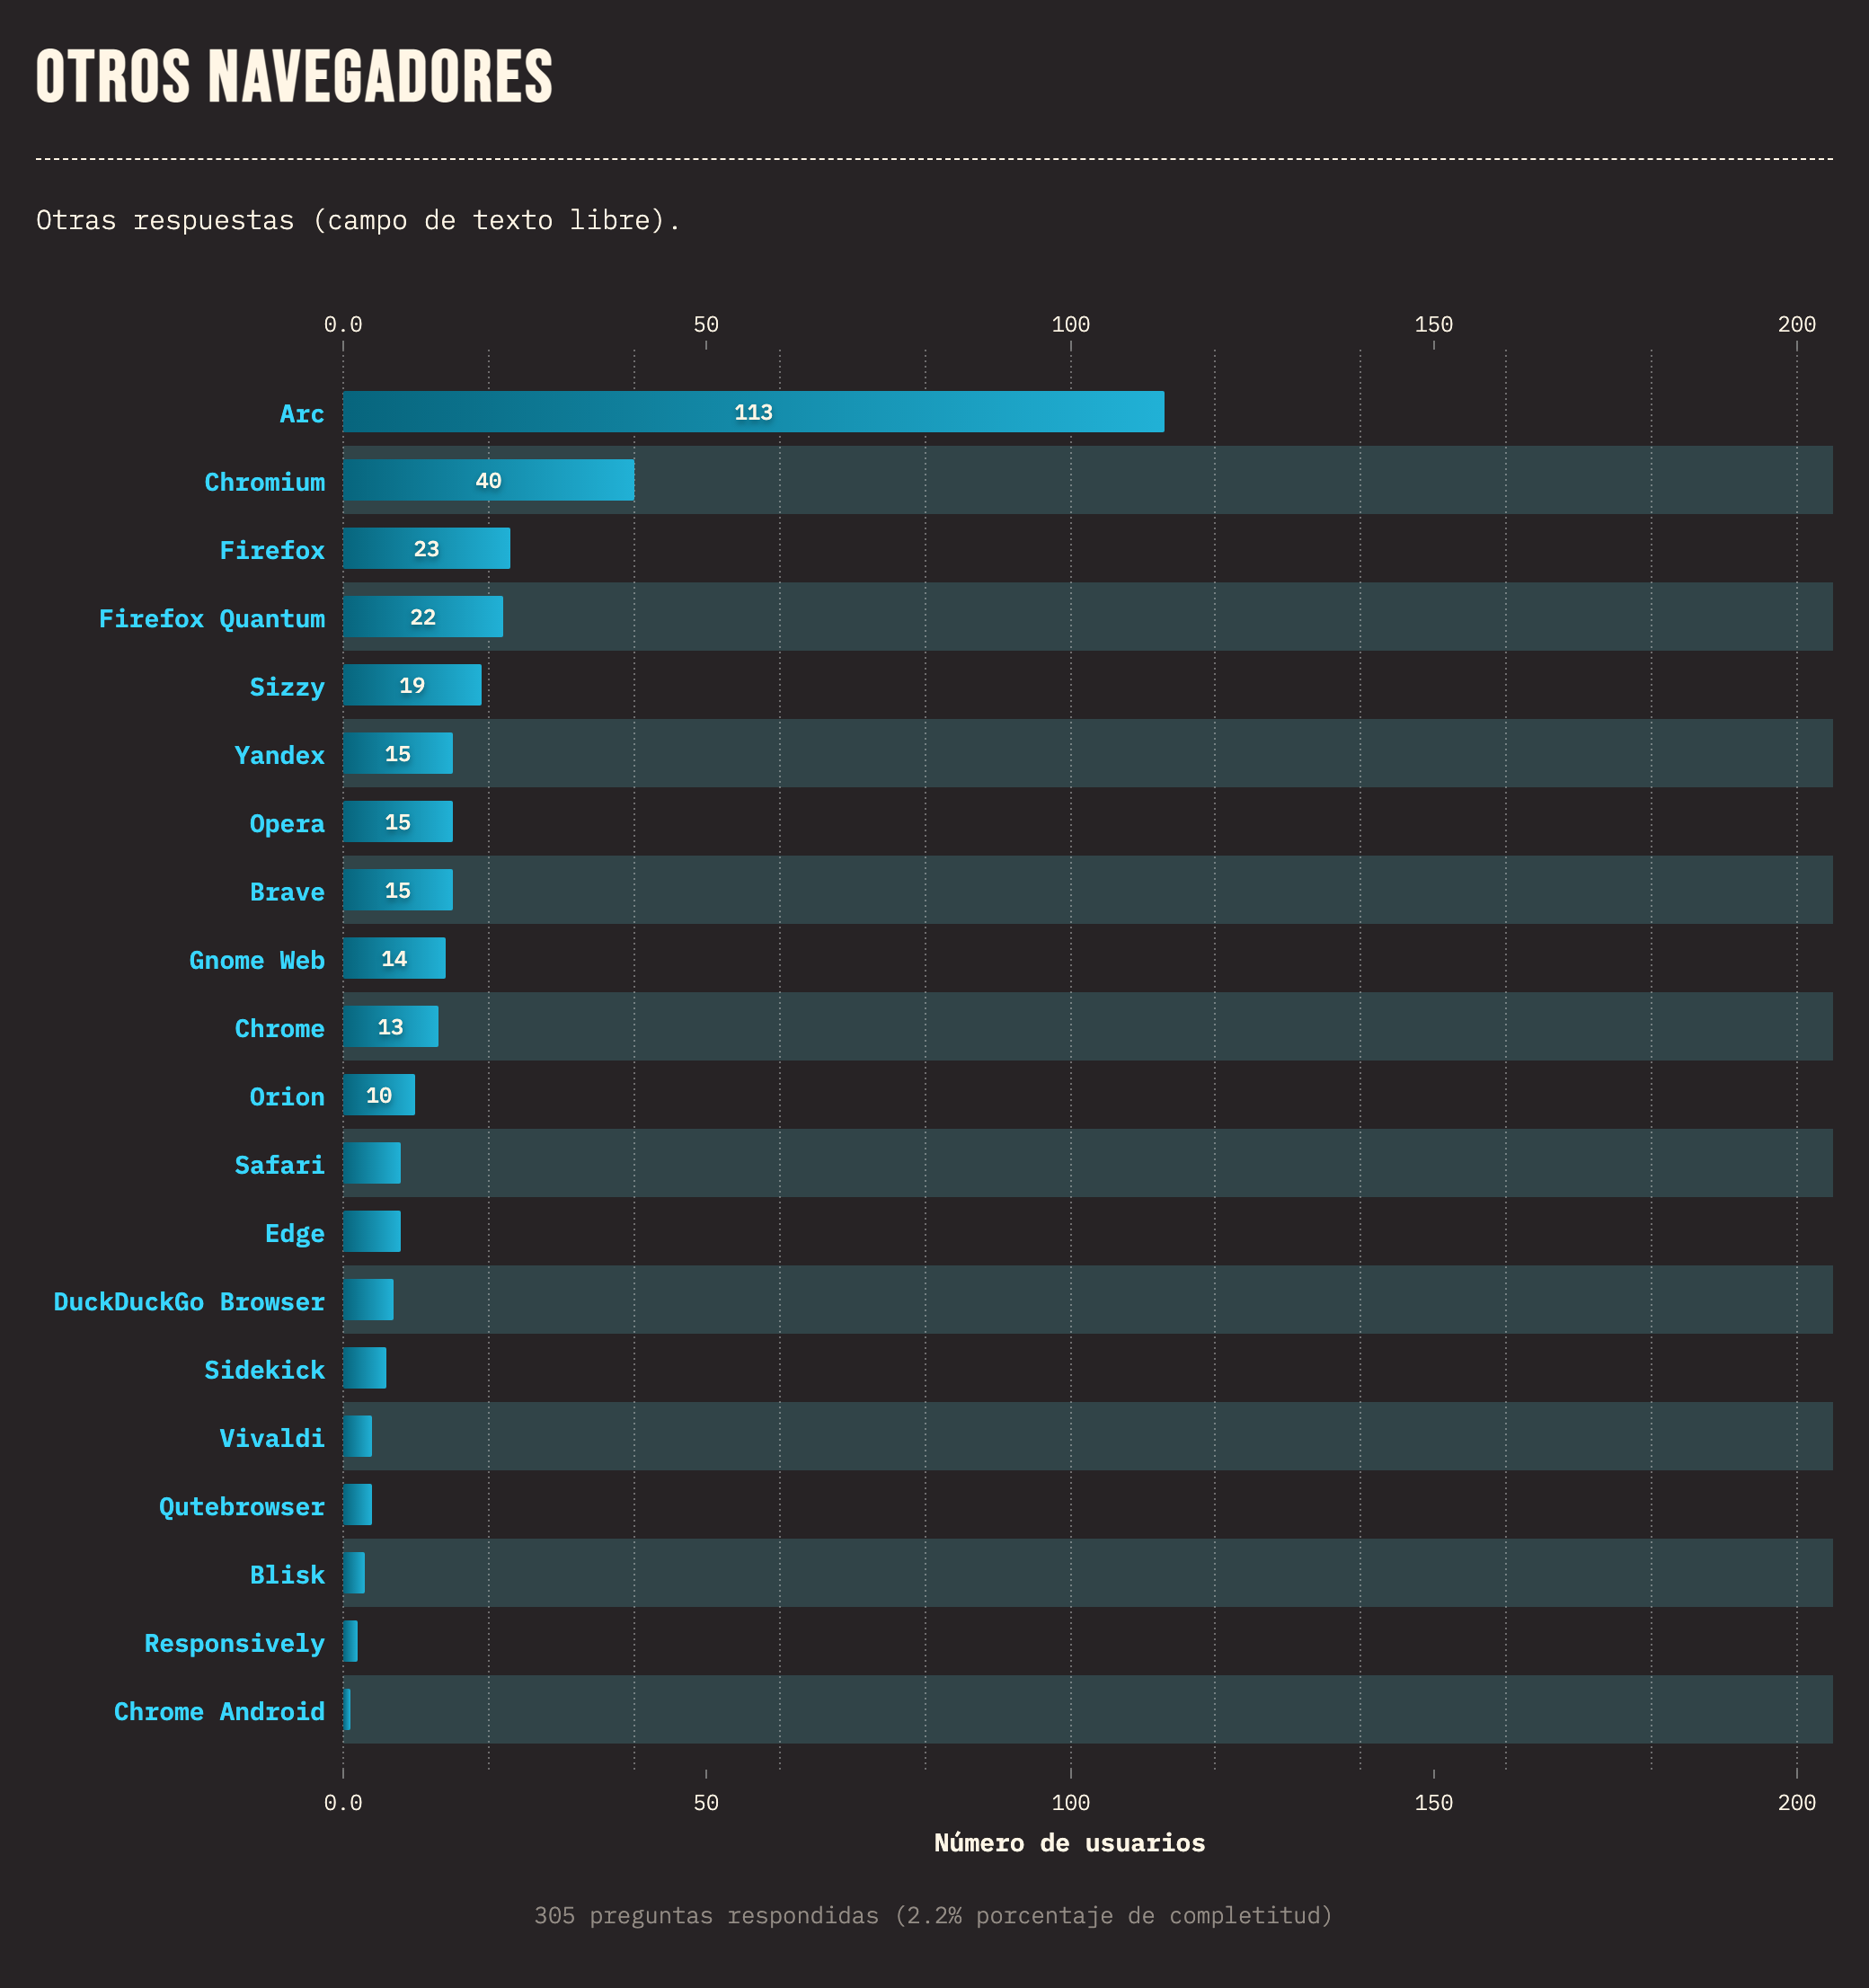 OTROS NAVEGADORES
Otras respuestas (campo de texto libre).
0.0 50 100 150 200
Arc 113
Chromium 40
Firefox 23
Firefox Quantum 22
Sizzy 19
Yandex 15
Opera 15
Brave 15
Gnome Web 14
Chrome 13
Orion 10
Safari
Edge
DuckDuckGo Browser
Sidekick
Vivaldi
Qutebrowser
Blisk
Responsively
Chrome Android
0.0 50 100 150 200
Número de usuarios
305 preguntas respondidas (2.2% porcentaje de completitud)